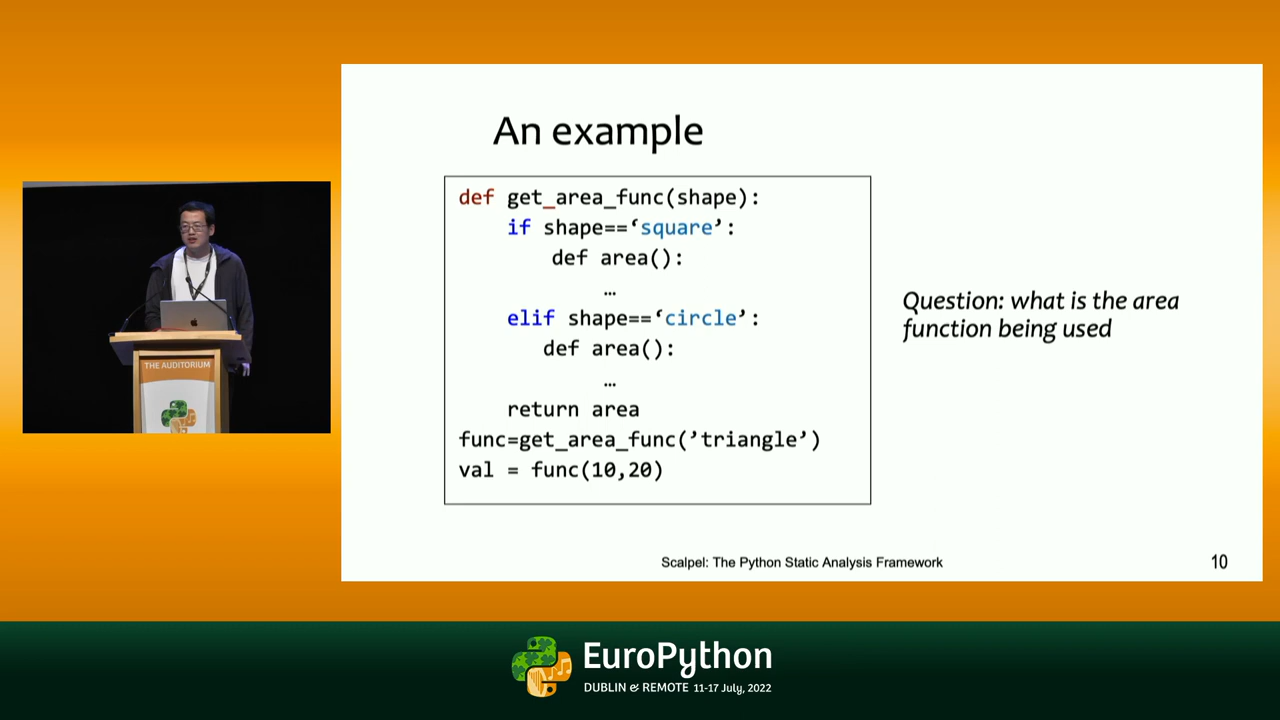 An example
def get_area_func(shape):
if shape==‘square’:
def area():
…
elif shape==‘circle’:
def area():
…
return area
func=get_area_func(’triangle’)
val = func(10,20)
Question: what is the area
function being used
Scalpel: The Python Static Analysis Framework
10
THE AUDITORIUM
EuroPython
DUBLIN & REMOTE 11-17 July, 2022